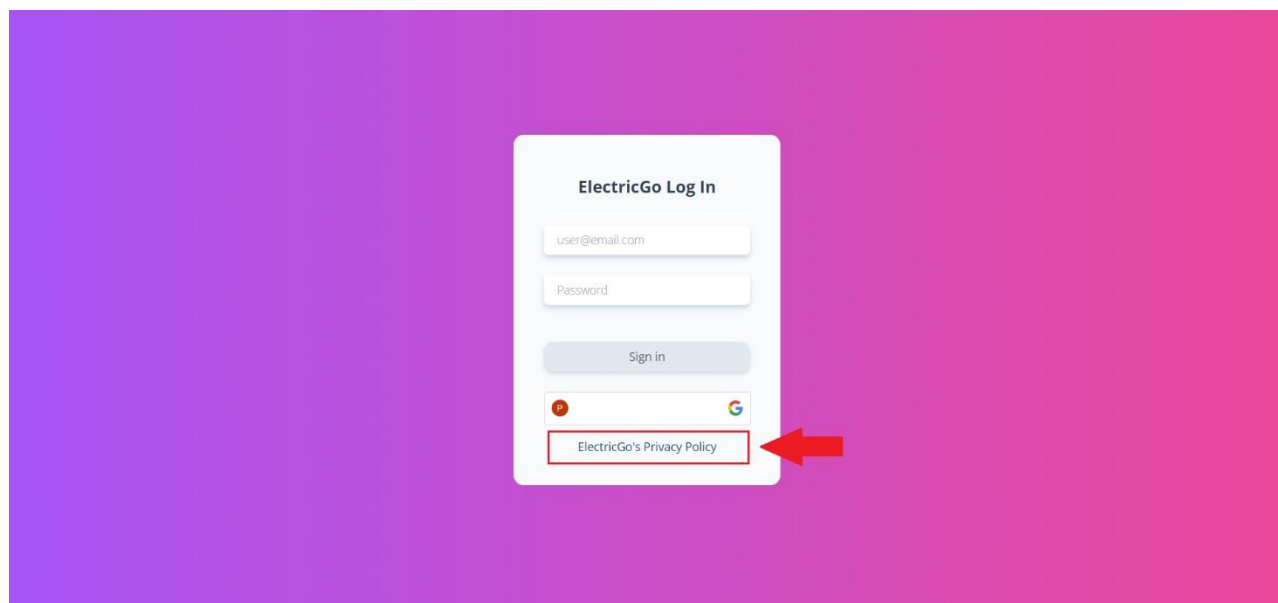 ElectricGo Log In
user@email.com
Password
Sign in
P
G
ElectricGo's Privacy Policy